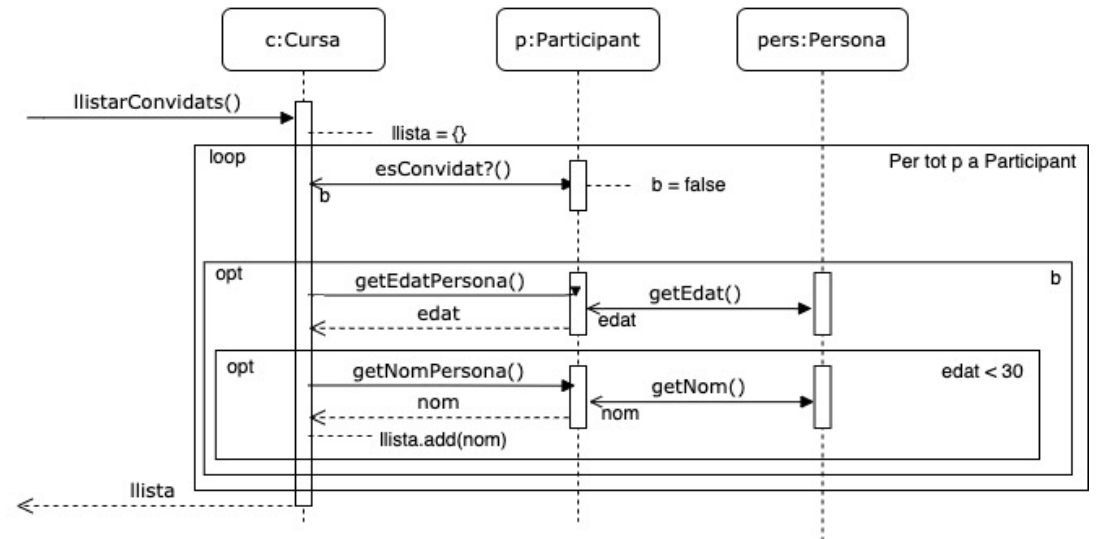 c:Cursa
p:Participant
pers:Persona
llistarConvidats()
llista = {}
loop
Per tot p a Participant
esConvidat?()
b
b = false
opt
b
getEdatPersona()
getEdat()
edat
edat
opt
edat < 30
getNomPersona()
getNom()
nom
nom
llista.add(nom)
llista